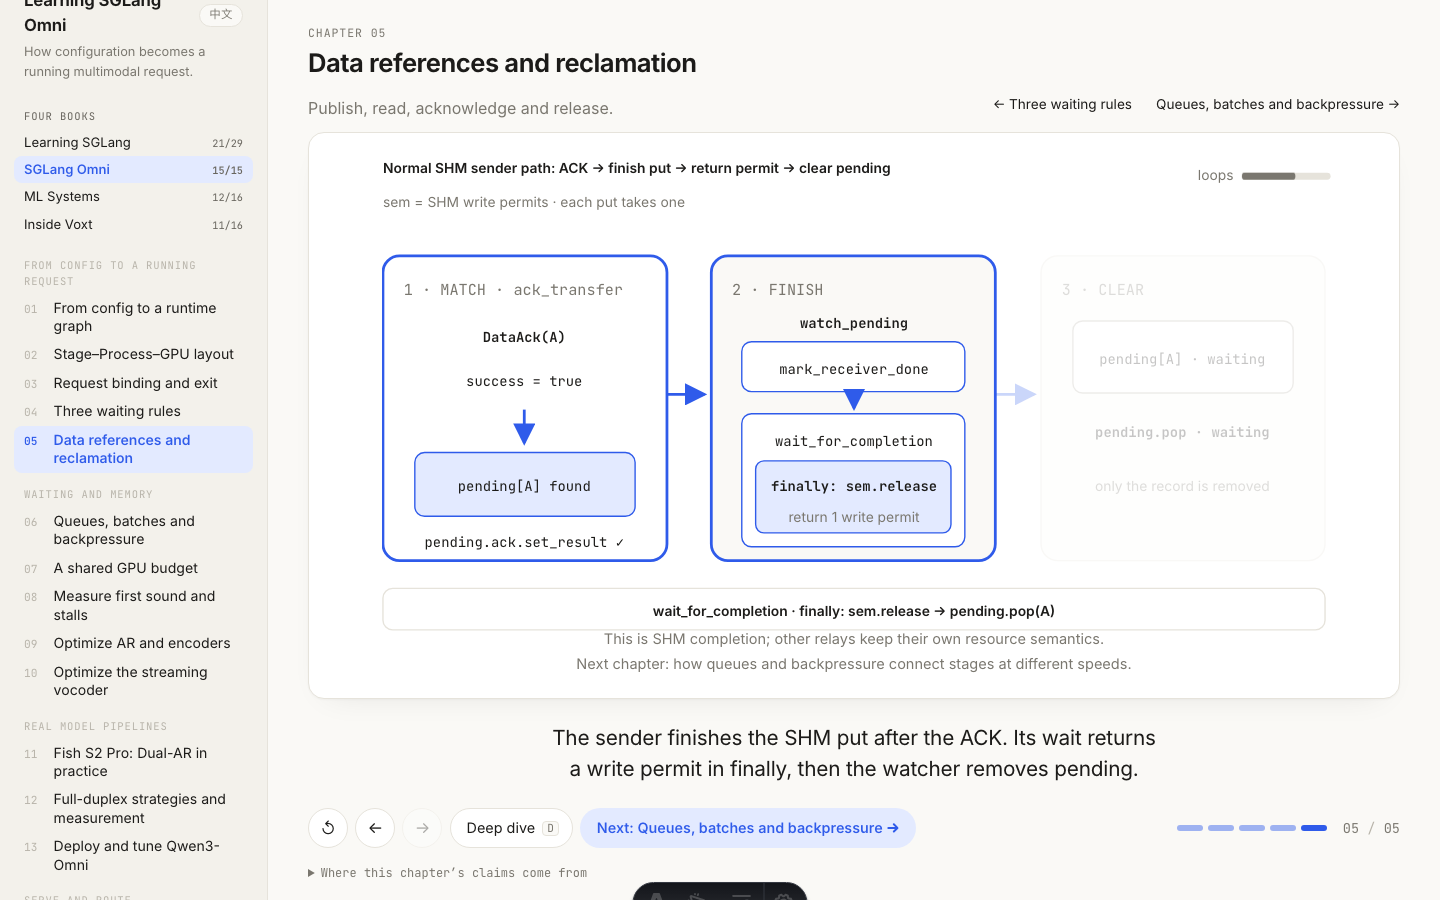 Learning SGLang
Omni
中文
How configuration becomes a
running multimodal request.
FOUR BOOKS
Learning SGLang 21/29
SGLang Omni 15/15
ML Systems 12/16
Inside Voxt 11/16
FROM CONFIG TO A RUNNING
REQUEST
01 From config to a runtime
graph
02 Stage–Process–GPU layout
03 Request binding and exit
04 Three waiting rules
05 Data references and
reclamation
WAITING AND MEMORY
06 Queues, batches and
backpressure
07 A shared GPU budget
08 Measure first sound and
stalls
09 Optimize AR and encoders
10 Optimize the streaming
vocoder
REAL MODEL PIPELINES
11 Fish S2 Pro: Dual-AR in
practice
12 Full-duplex strategies and
measurement
13 Deploy and tune Qwen3-
Omni
SERVE AND ROUTE
CHAPTER 05
Data references and reclamation
Publish, read, acknowledge and release.
← Three waiting rules
Queues, batches and backpressure →
Normal SHM sender path: ACK → finish put → return permit → clear pending
loops
sem = SHM write permits · each put takes one
1 · MATCH · ack_transfer
DataAck(A)
success = true
pending[A] found
pending.ack.set_result ✓
2 · FINISH
watch_pending
mark_receiver_done
wait_for_completion
finally: sem.release
return 1 write permit
3 · CLEAR
pending[A] · waiting
pending.pop · waiting
only the record is removed
wait_for_completion · finally: sem.release → pending.pop(A)
This is SHM completion; other relays keep their own resource semantics.
Next chapter: how queues and backpressure connect stages at different speeds.
The sender finishes the SHM put after the ACK. Its wait returns
a write permit in finally, then the watcher removes pending.
← → Deep dive D Next: Queues, batches and backpressure → 05 / 05
▶ Where this chapter's claims come from